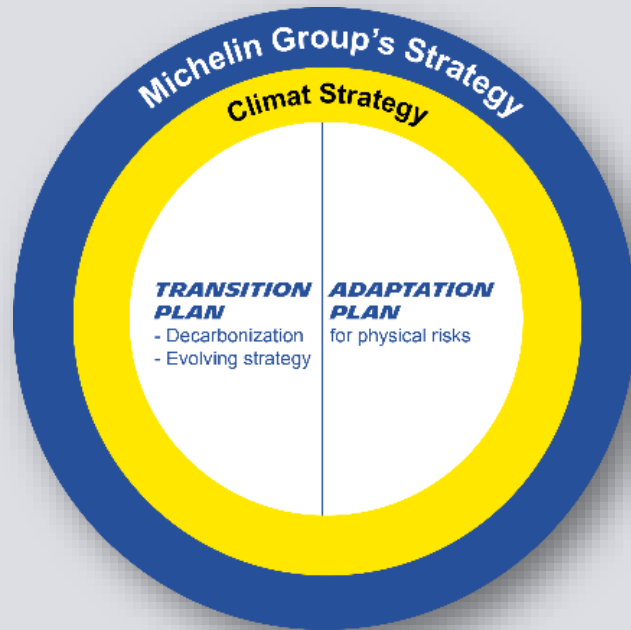 Michelin Group's Strategy
Climat Strategy
TRANSITION
PLAN
- Decarbonization
- Evolving strategy
ADAPTATION
PLAN
for physical risks